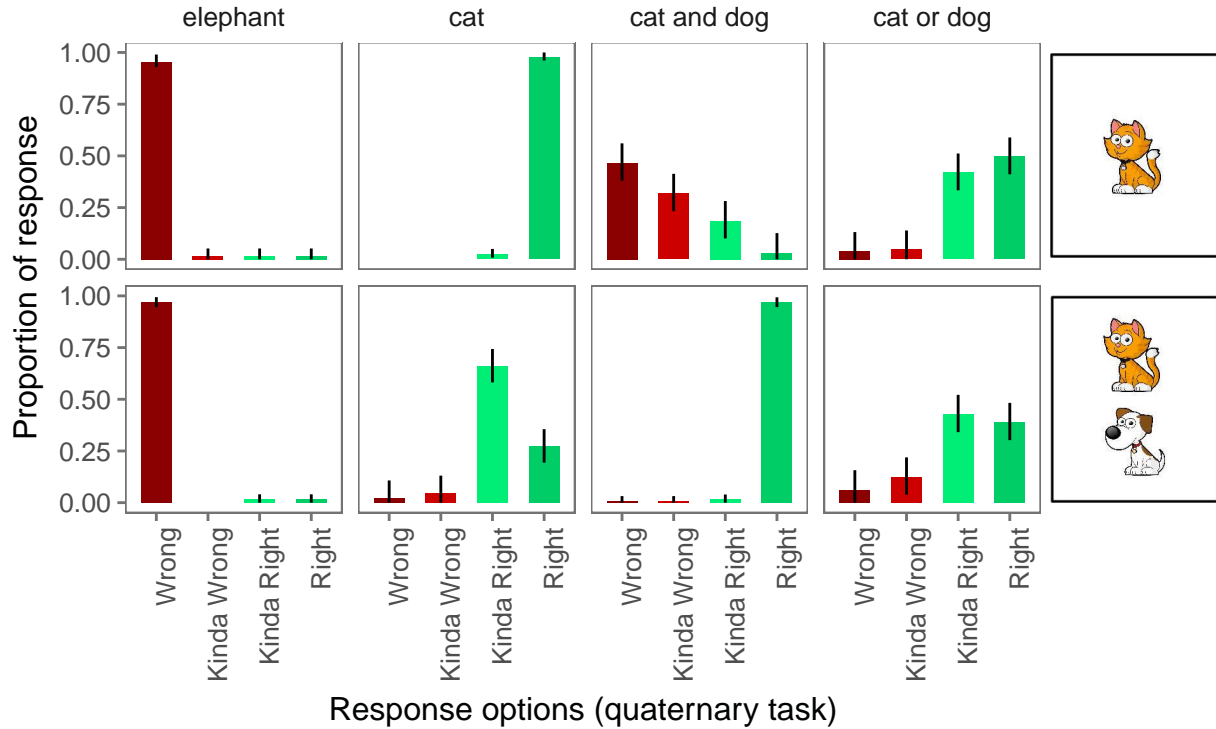 elephant cat cat and dog cat or dog
Proportion of response
1.00
0.75
0.50
0.25
0.00
1.00
0.75
0.50
0.25
0.00
Wrong
Kinda Wrong
Kinda Right
Right
Wrong
Kinda Wrong
Kinda Right
Right
Wrong
Kinda Wrong
Kinda Right
Right
Wrong
Kinda Wrong
Kinda Right
Right
Response options (quaternary task)